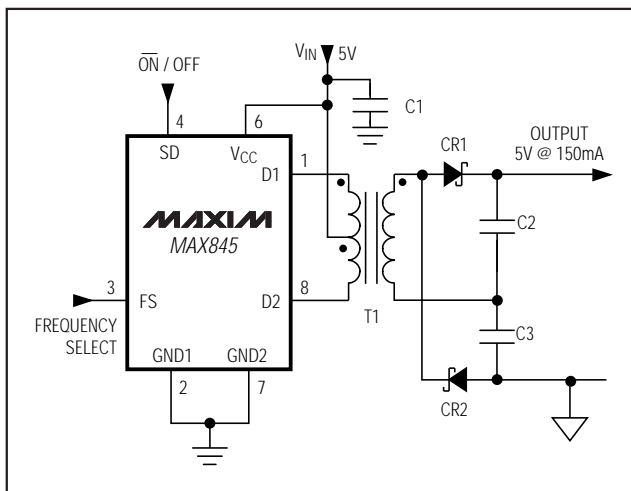 VIN 5V
ON / OFF
C1
4
6
OUTPUT
5V @ 150mA
SD
VCC
CR1
D1
1
MAXIM
MAX845
C2
3
FS
D2
8
T1
FREQUENCY
SELECT
C3
GND1
GND2
2
7
CR2